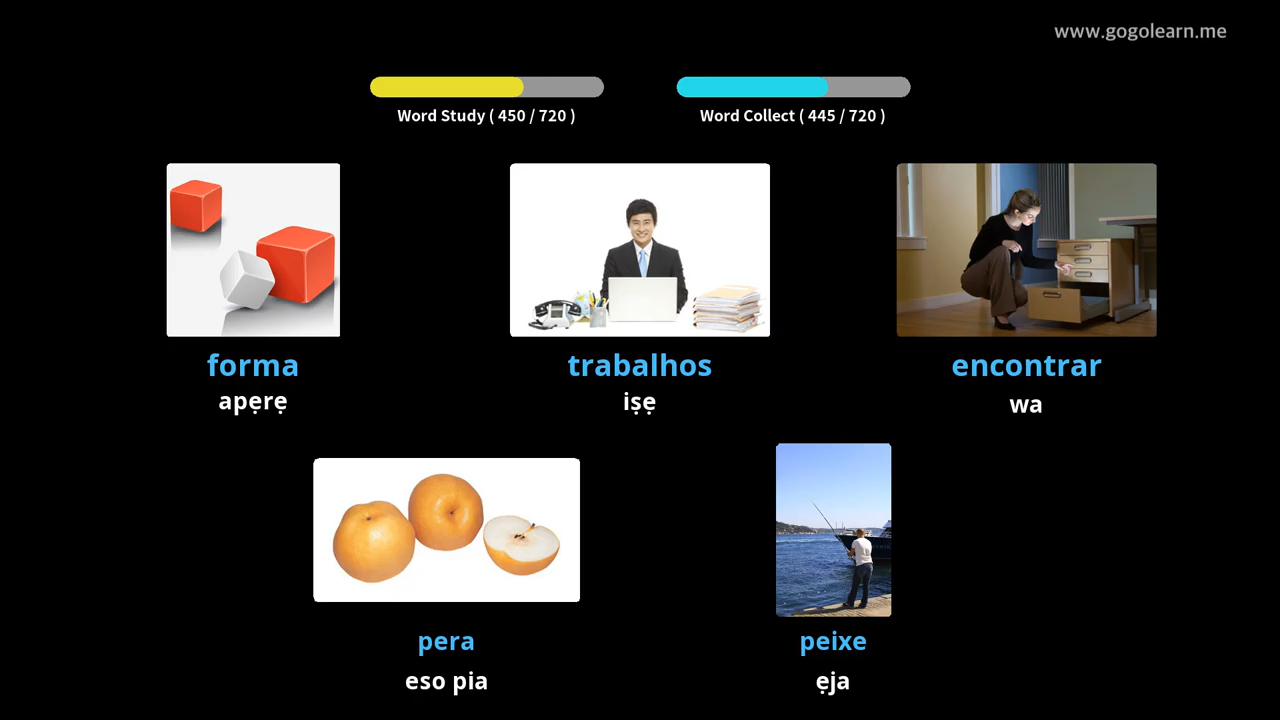 www.gogolearn.me
Word Study ( 450 / 720 )
Word Collect ( 445 / 720 )
forma
apẹrẹ
trabalhos
iṣẹ
encontrar
wa
pera
eso pia
peixe
ẹja